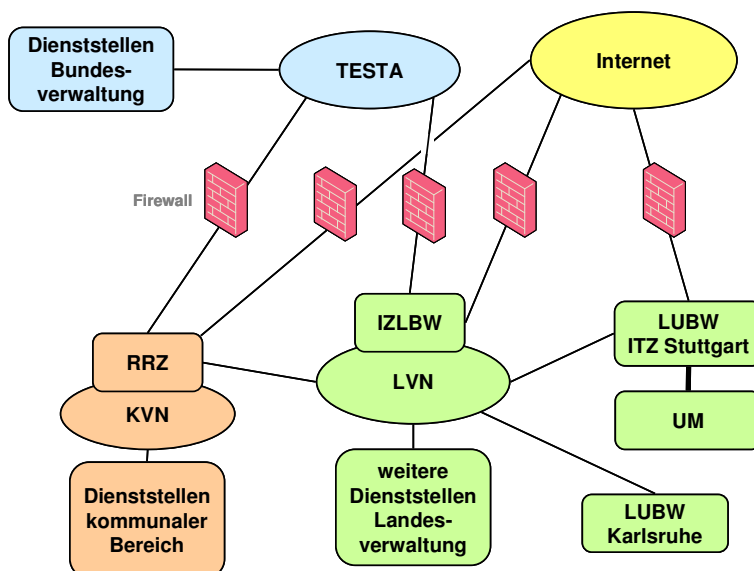 Dienststellen
Bundes-
verwaltung
TESTA
Internet
Firewall
IZLBW
LUBW
ITZ Stuttgart
RRZ
LVN
KVN
UM
Dienststellen
kommunaler
Bereich
weitere
Dienststellen
Landes-
verwaltung
LUBW
Karlsruhe